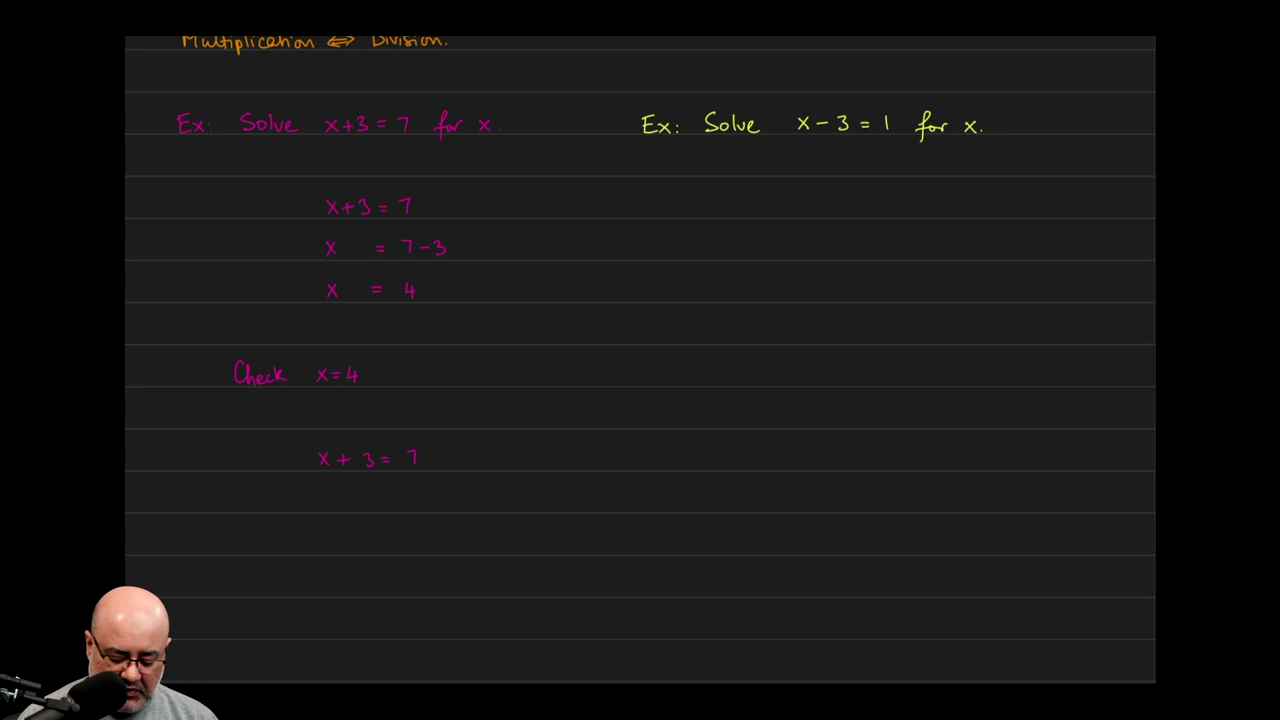 Multiplication ⇔ Division.
Ex: Solve x+3=7 for x.
Ex: Solve x-3=1 for x.
x+3=7
x = 7-3
x = 4
Check x=4
x + 3 = 7